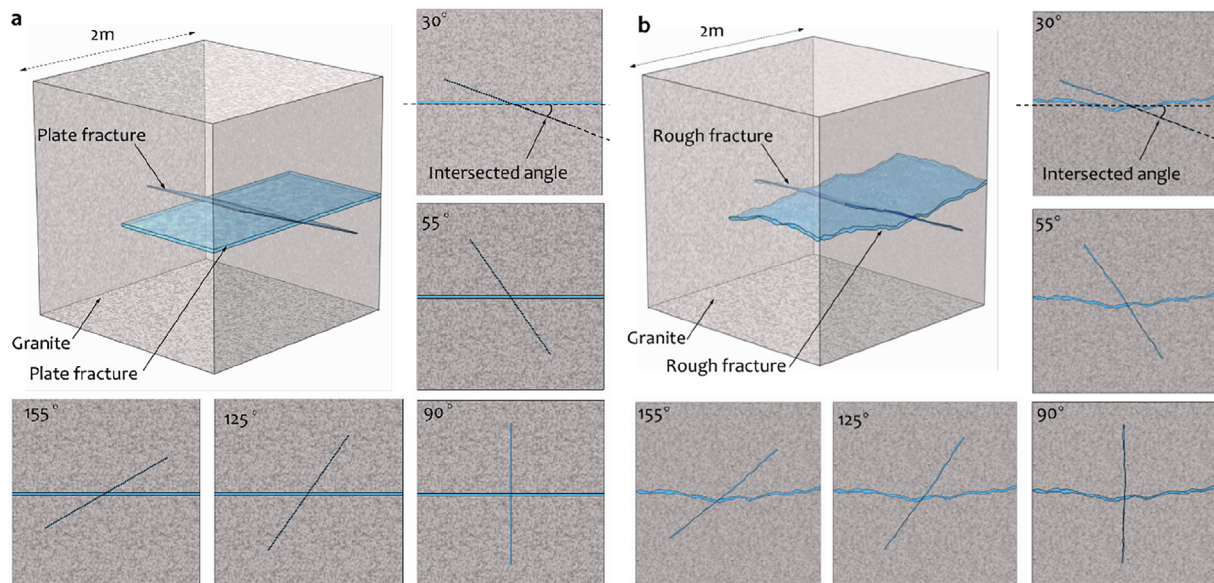 a
2m
Plate fracture
Granite
Plate fracture
30°
Intersected angle
55°
155°
125°
90°
b
2m
Rough fracture
Granite
Rough fracture
30°
Intersected angle
55°
155°
125°
90°